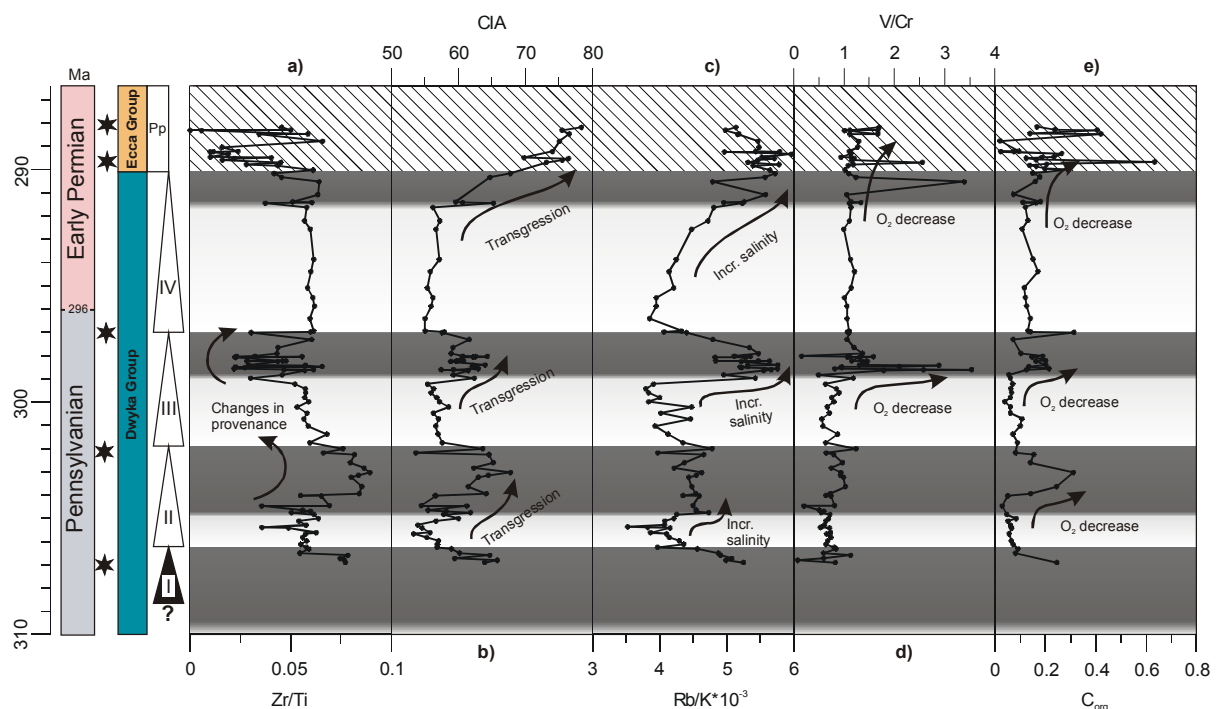 CIA
V/Cr
50
60
70
80
0
1
2
3
4
Ma
a)
c)
e)
Early Permian
Ecca Group
Pp
290
Transgression
Incr. salinity
O2 decrease
O2 decrease
IV
296
Pennsylvanian
Dwyka Group
III
300
Changes in
provenance
Transgression
Incr.
salinity
O2 decrease
O2 decrease
II
Transgression
Incr.
salinity
O2 decrease
I
?
310
b)
d)
0
0.05
0.1
3
4
5
6
0
0.2
0.4
0.6
0.8
Zr/Ti
Rb/K*10-3
Corg